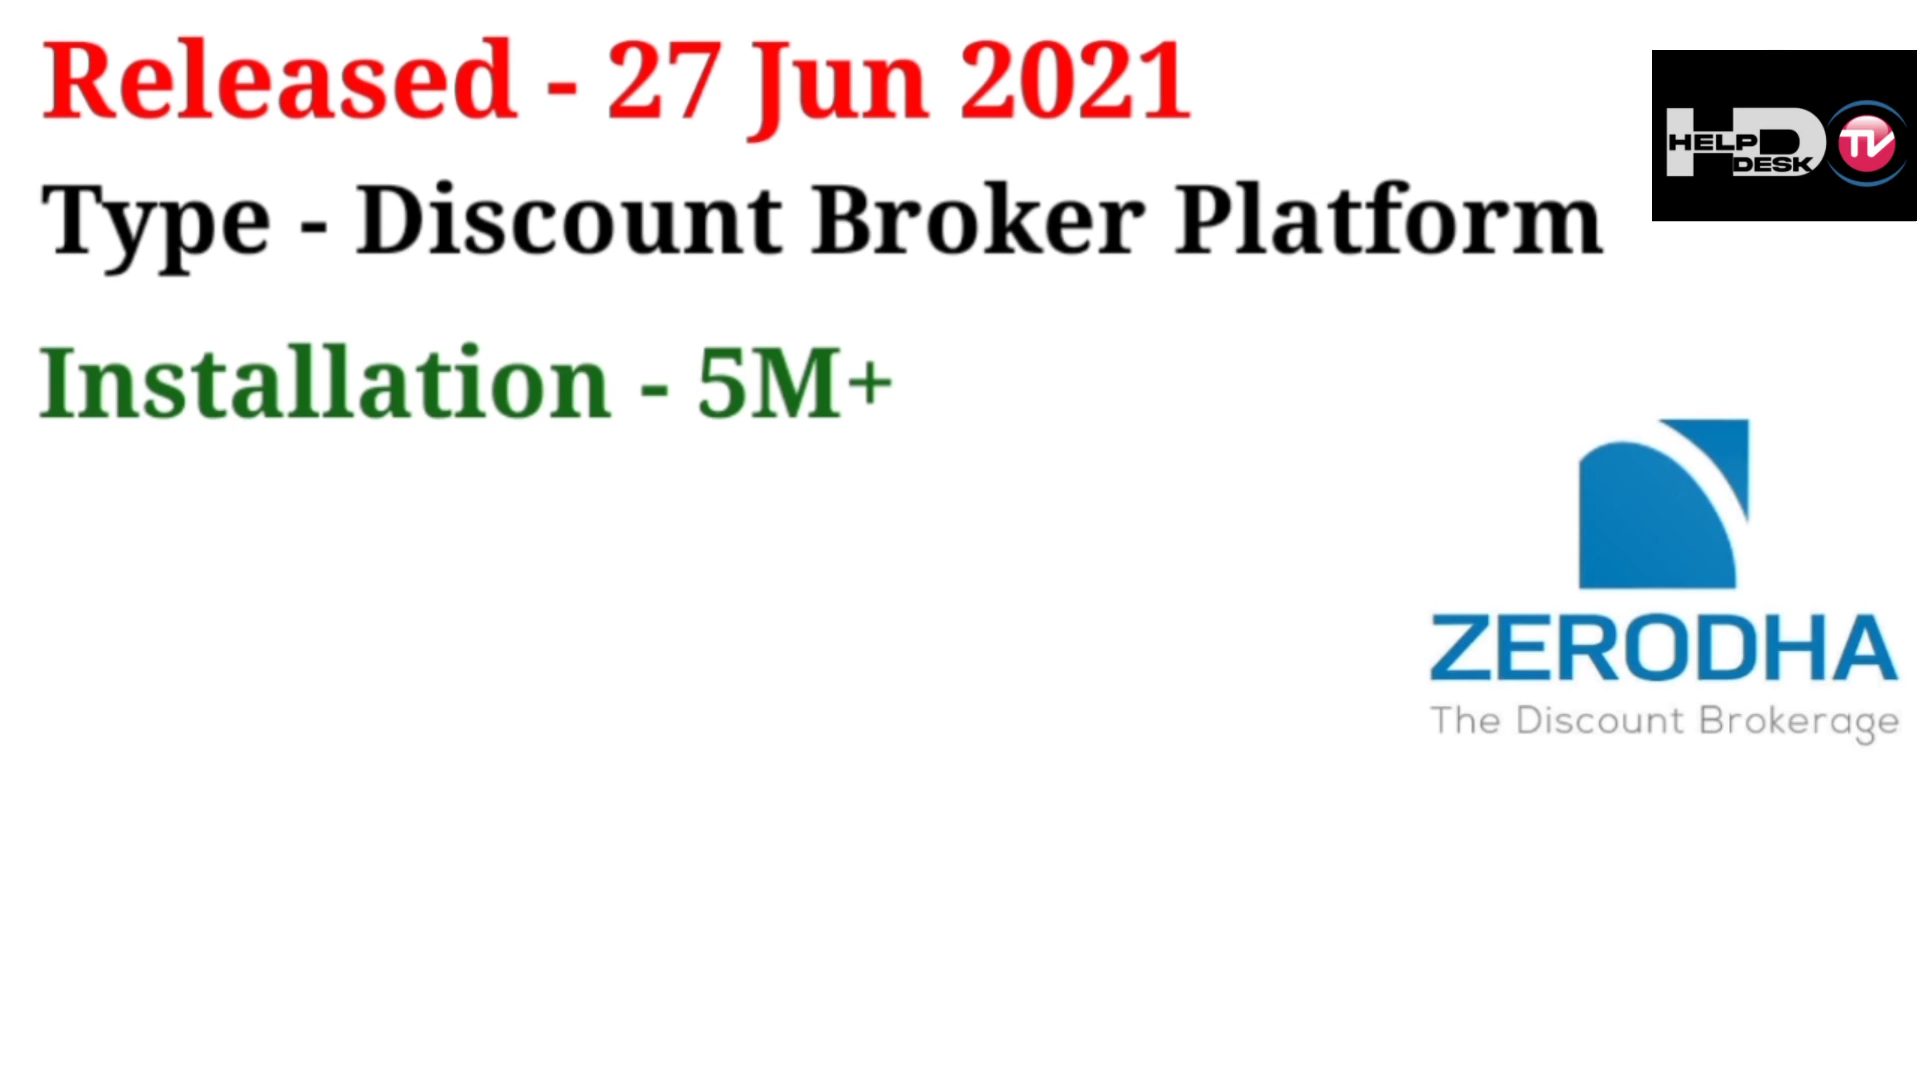 Released - 27 Jun 2021
HELP DESK TV
Type - Discount Broker Platform
Installation - 5M+
ZERODHA
The Discount Brokerage